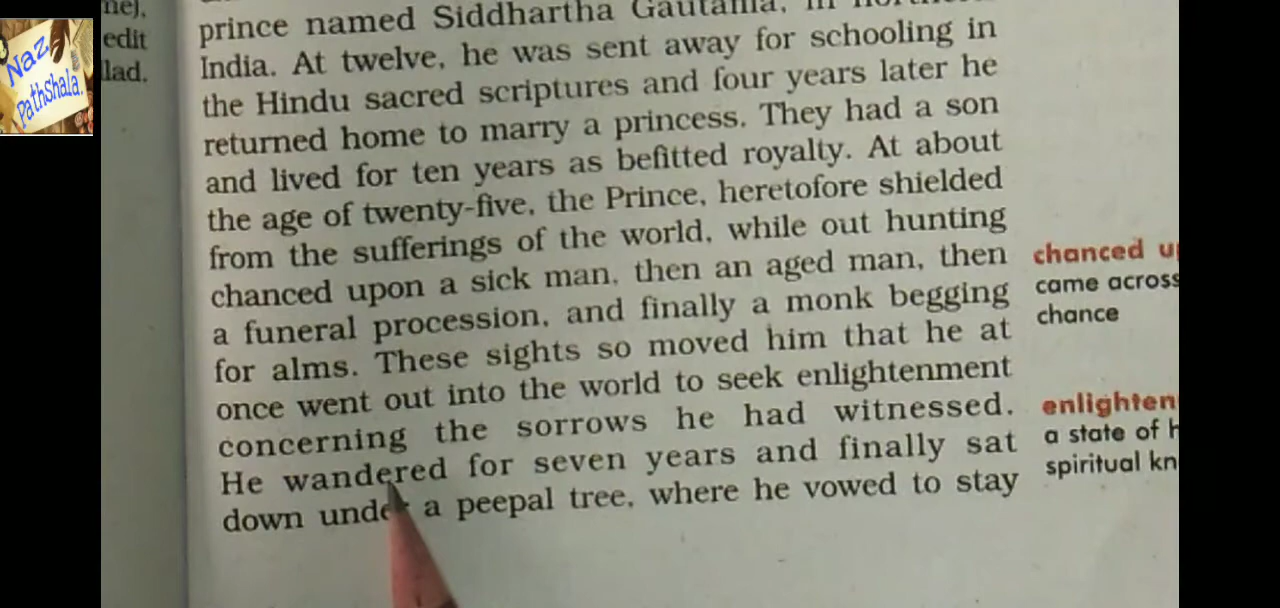 Naz
Pathshala.
nej,
edit
lad.
prince named Siddhartha Gautama, in
India. At twelve, he was sent away for schooling in
the Hindu sacred scriptures and four years later he
returned home to marry a princess. They had a son
and lived for ten years as befitted royalty. At about
the age of twenty-five, the Prince, heretofore shielded
from the sufferings of the world, while out hunting
chanced upon a sick man, then an aged man, then
a funeral procession, and finally a monk begging
for alms. These sights so moved him that he at
once went out into the world to seek enlightenment
concerning the sorrows he had witnessed.
He wandered for seven years and finally sat
down unde a peepal tree, where he vowed to stay
chanced u
came across
chance
enlighten
a state of h
spiritual kn